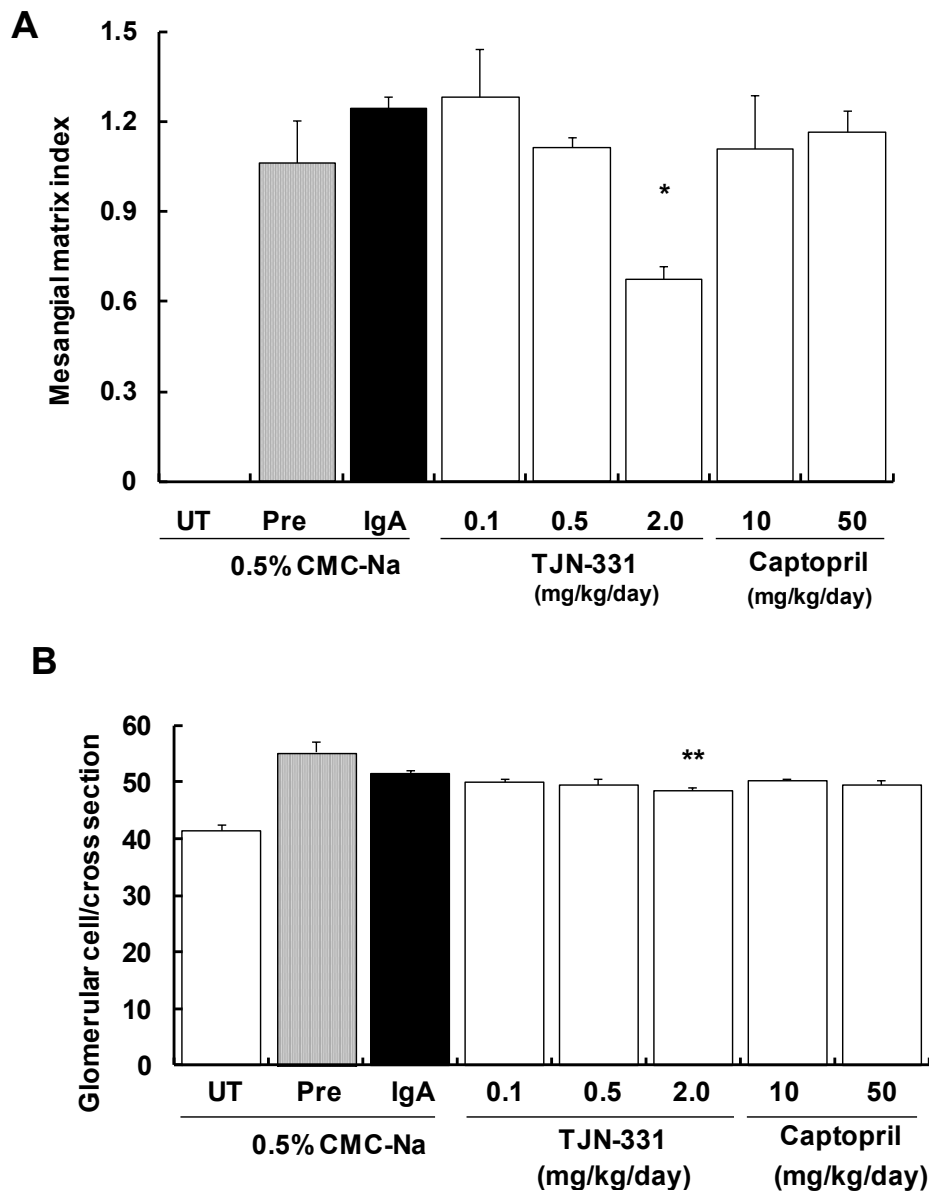 A
Mesangial matrix index
1.5
1.2
0.9
0.6
0.3
0
*
UT Pre IgA 0.1 0.5 2.0 10 50
0.5% CMC-Na TJN-331 Captopril
(mg/kg/day) (mg/kg/day)
B
Glomerular cell/cross section
60
50
40
30
20
10
0
**
UT Pre IgA 0.1 0.5 2.0 10 50
0.5% CMC-Na TJN-331 Captopril
(mg/kg/day) (mg/kg/day)